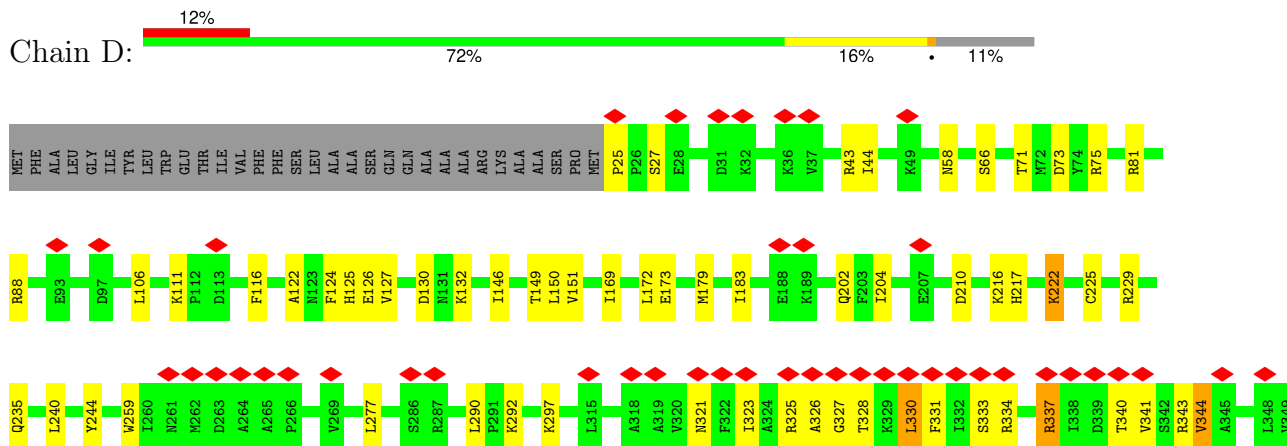 12%
Chain D:
72% 16% • 11%
MET PHE ALA LEU GLY ILE TYR LEU TRP GLU THR ILE VAL PHE PHE SER LEU ALA ALA SER GLN GLN ALA ALA ALA ARG LYS ALA ALA SER PRO MET P25 P26 S27 E28 D31 K32 K36 V37 R43 I44 K49 N58 S66 T71 M72 D73 Y74 R75 R81
R88 E93 D97 L106 K111 P112 D113 F116 A122 N123 F124 H125 E126 V127 D130 N131 K132 I146 T149 L150 V151 I169 L172 E173 M179 I183 E188 K189 Q202 F203 I204 E207 D210 K216 H217 K222 C225 R229
Q235 L240 Y244 W259 I260 N261 M262 D263 A264 A265 P266 V269 L277 S286 R287 L290 P291 K292 K297 L315 A318 A319 V320 N321 F322 I323 A324 R325 A326 G327 T328 K329 L330 F331 I332 S333 R334 R337 I338 D339 T340 V341 S342 R343 V344 A345 L348